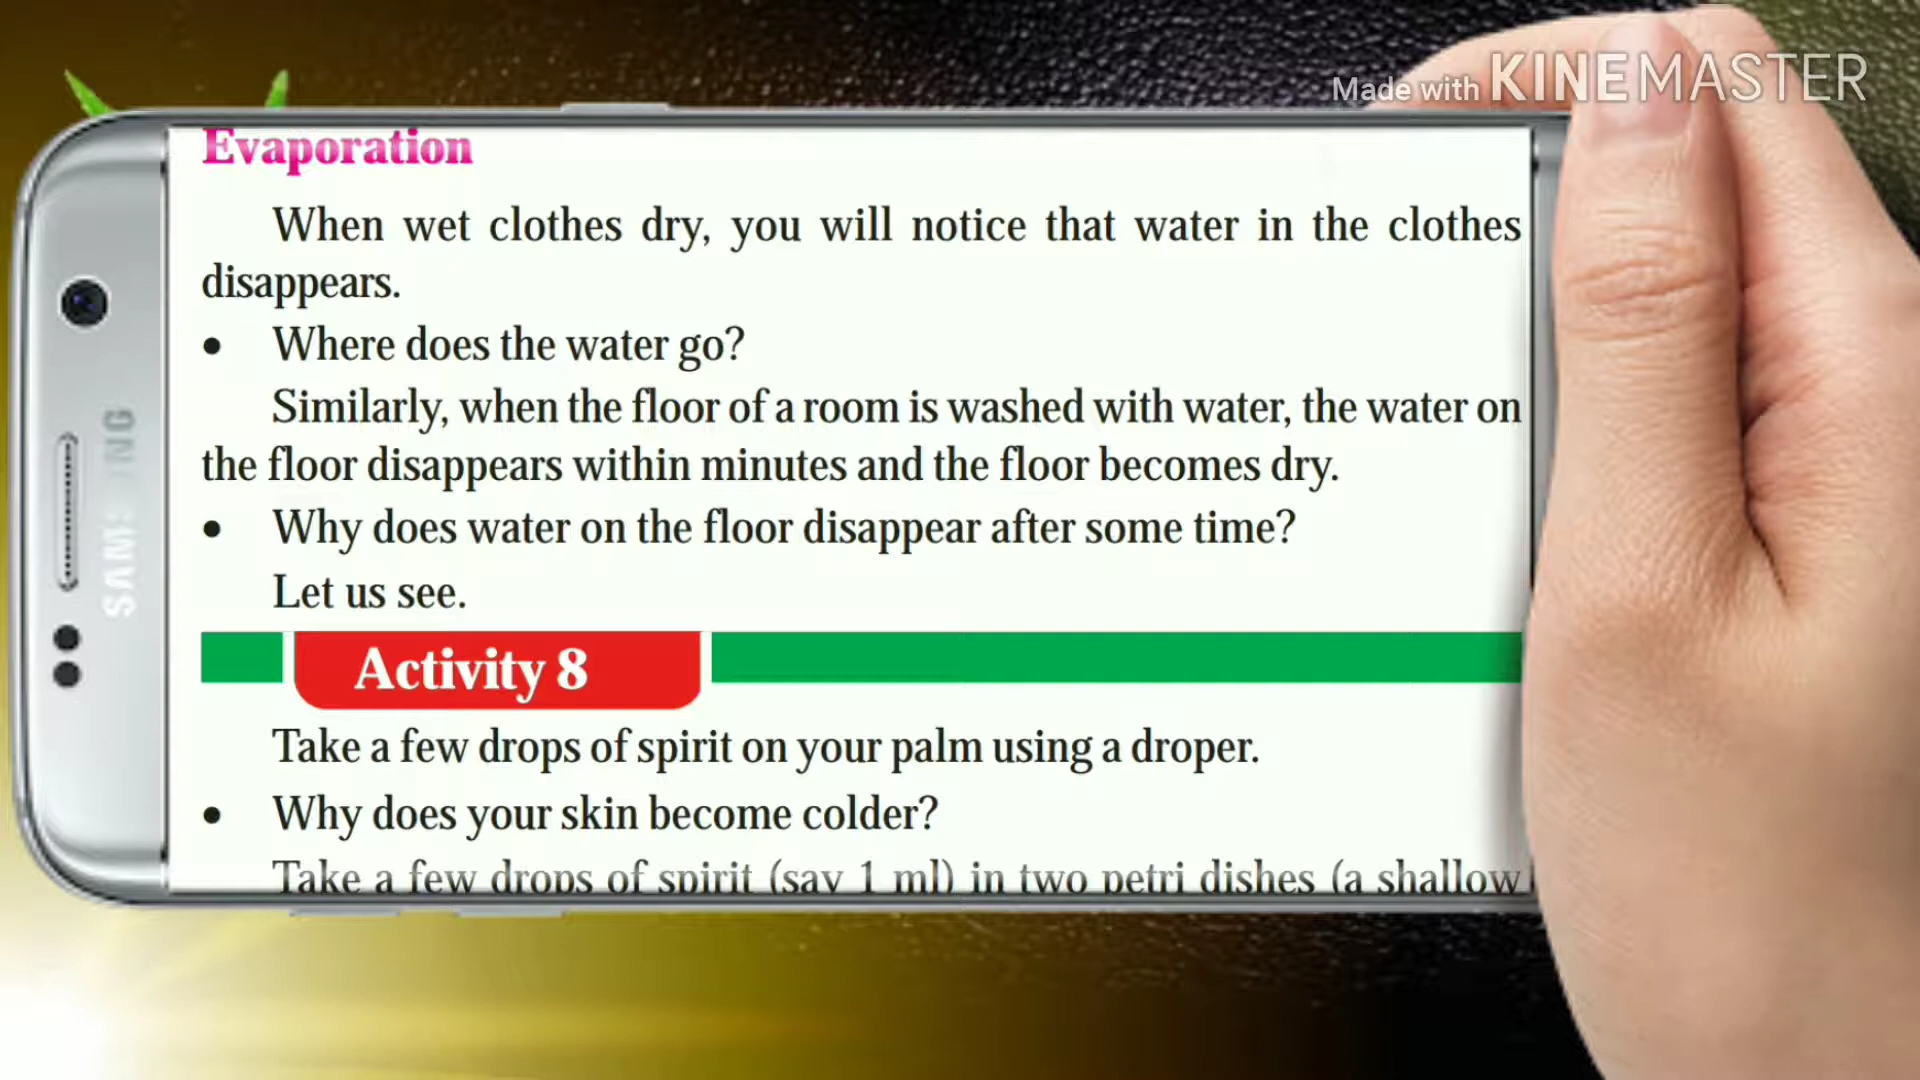 Made with KINEMASTER
Evaporation
When wet clothes dry, you will notice that water in the clothes
disappears.
• Where does the water go?
Similarly, when the floor of a room is washed with water, the water on
the floor disappears within minutes and the floor becomes dry.
• Why does water on the floor disappear after some time?
Let us see.
Activity 8
Take a few drops of spirit on your palm using a droper.
• Why does your skin become colder?
Take a few drops of spirit (say 1 ml) in two petri dishes (a shallow